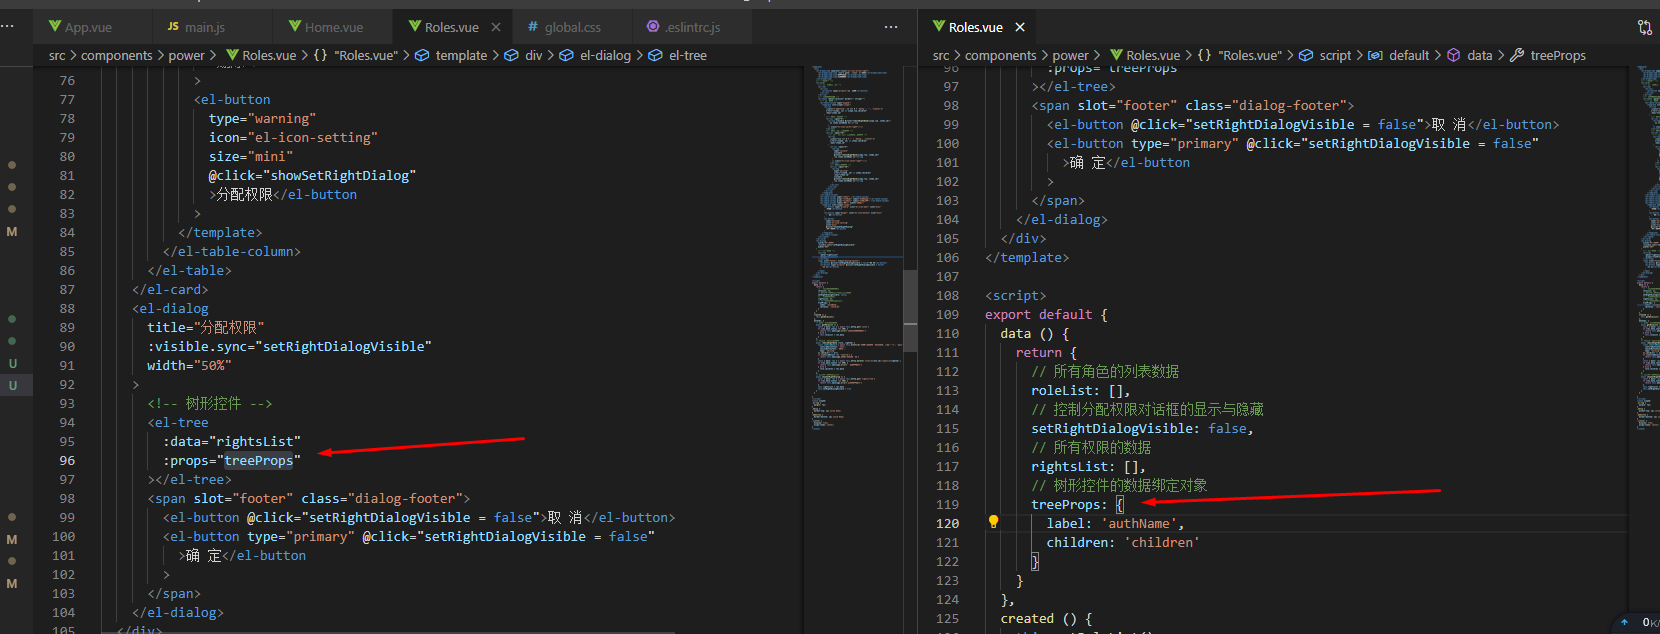 App.vue
JS main.js
Home.vue
Roles.vue
# global.css
.eslintrc.js
src > components > power > Roles.vue > {} "Roles.vue" > template > div > el-dialog > el-tree
76 >
77 <el-button
78 type="warning"
79 icon="el-icon-setting"
80 size="mini"
81 @click="showSetRightDialog"
82 >分配权限</el-button
83 >
84 </template>
85 </el-table-column>
86 </el-table>
87 </el-card>
88 <el-dialog
89 title="分配权限"
90 :visible.sync="setRightDialogVisible"
91 width="50%"
92 >
93 <!-- 树形控件 -->
94 <el-tree
95 :data="rightsList"
96 :props="treeProps"
97 ></el-tree>
98 <span slot="footer" class="dialog-footer">
99 <el-button @click="setRightDialogVisible = false">取 消</el-button>
100 <el-button type="primary" @click="setRightDialogVisible = false"
101 >确 定</el-button
102 >
103 </span>
104 </el-dialog>
105 </div>
M
U
U
M
M
Roles.vue
src > components > power > Roles.vue > {} "Roles.vue" > script > default > data > treeProps
96 :props="treeProps"
97 ></el-tree>
98 <span slot="footer" class="dialog-footer">
99 <el-button @click="setRightDialogVisible = false">取 消</el-button>
100 <el-button type="primary" @click="setRightDialogVisible = false"
101 >确 定</el-button
102 >
103 </span>
104 </el-dialog>
105 </div>
106 </template>
107
108 <script>
109 export default {
110 data () {
111 return {
112 // 所有角色的列表数据
113 roleList: [],
114 // 控制分配权限对话框的显示与隐藏
115 setRightDialogVisible: false,
116 // 所有权限的数据
117 rightsList: [],
118 // 树形控件的数据绑定对象
119 treeProps: {
120 label: 'authName',
121 children: 'children'
122 }
123 }
124 },
125 created () {
0K/